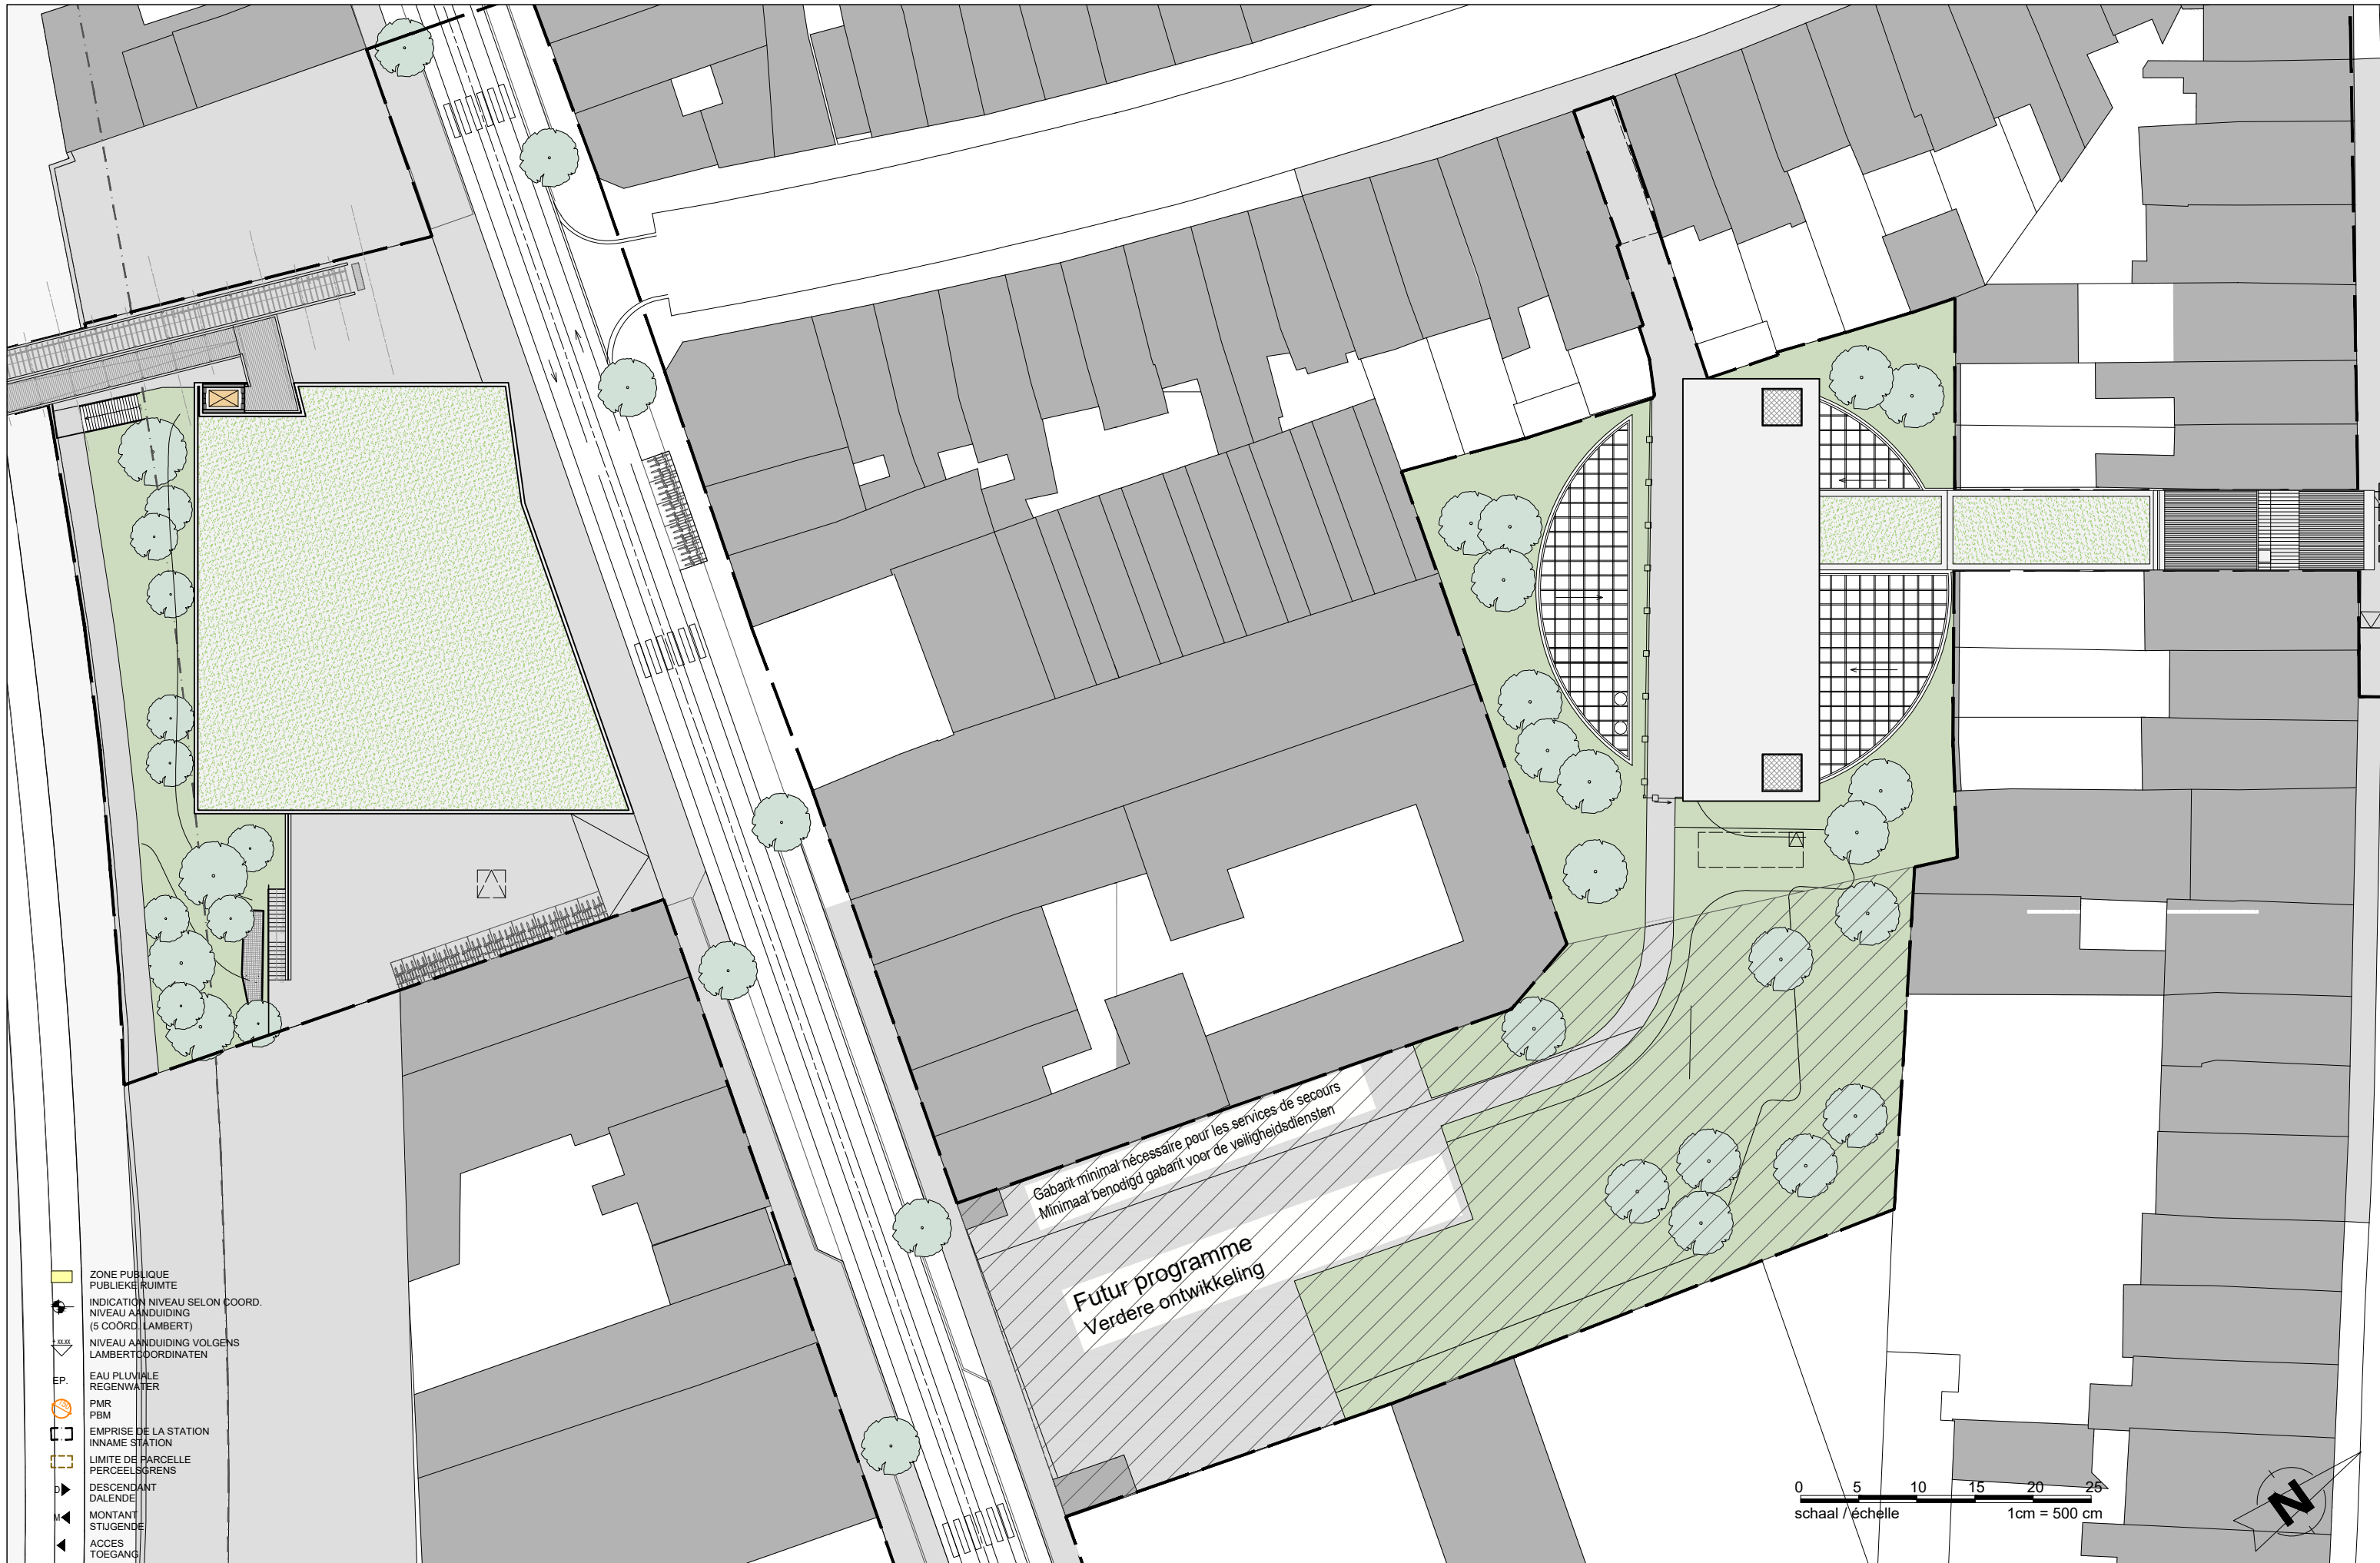 Gabarit minimal nécessaire pour les services de secours
Minimaal benodigd gabarit voor de veiligheidsdiensten
Futur programme
Verdere ontwikkeling
ZONE PUBLIQUE
PUBLIEKE RUIMTE
INDICATION NIVEAU SELON COORD.
NIVEAU AANDUIDING
(5 COÖRD. LAMBERT)
NIVEAU AANDUIDING VOLGENS
LAMBERTCOORDINATEN
EP.
EAU PLUVIALE
REGENWATER
PMR
PBM
EMPRISE DE LA STATION
INNAME STATION
LIMITE DE PARCELLE
PERCEELSGRENS
D
DESCENDANT
DALENDE
M
MONTANT
STIJGENDE
ACCES
TOEGANG
0 5 10 15 20 25
schaal / échelle 1cm = 500 cm
N